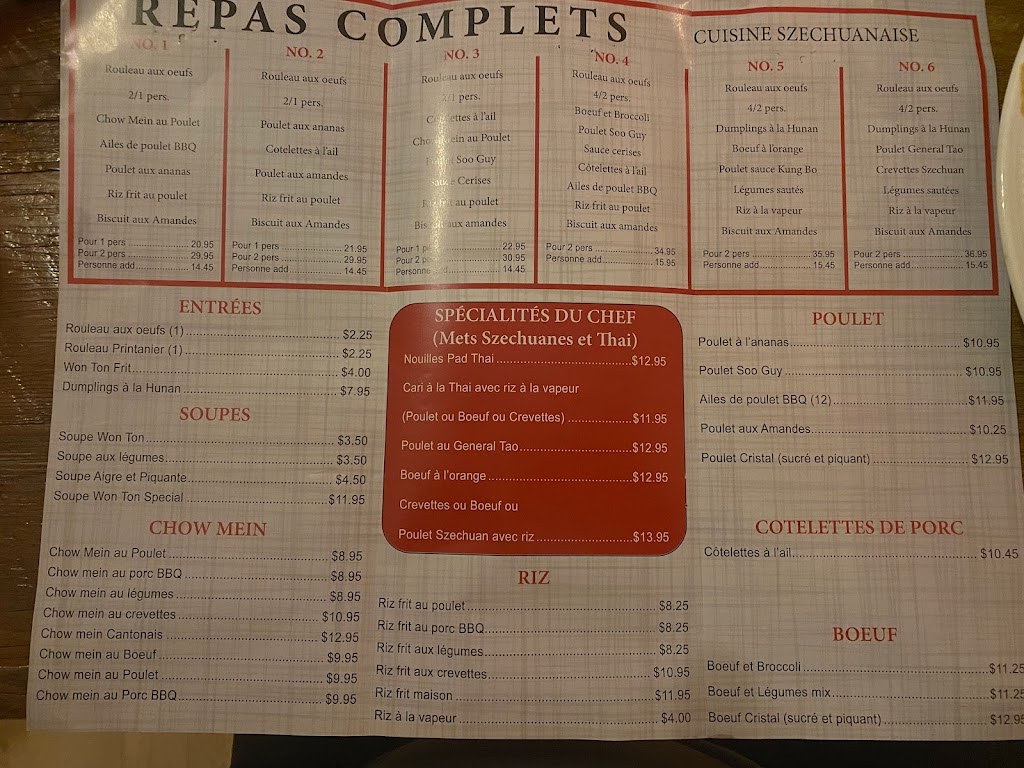 REPAS COMPLETS
NO. 1
Rouleau aux oeufs
2/1 pers.
Chow Mein au Poulet
Ailes de poulet BBQ
Poulet aux ananas
Riz frit au poulet
Biscuit aux Amandes
Pour 1 pers 20.95
Pour 2 pers 29.95
Personne add 14.45
NO. 2
Rouleau aux oeufs
2/1 pers.
Poulet aux ananas
Cotelettes à l'ail
Poulet aux amandes
Riz frit au poulet
Biscuit aux Amandes
Pour 1 pers 21.95
Pour 2 pers 29.95
Personne add 14.45
NO. 3
Rouleau aux oeufs
2/1 pers.
Cotelettes à l'ail
Chow Mein au Poulet
Poulet Soo Guy
Sauce Cerises
Riz frit au poulet
Biscuit aux amandes
Pour 1 pers 22.95
Pour 2 pers 30.95
Personne add 14.45
NO. 4
Rouleau aux oeufs
4/2 pers.
Boeuf et Broccoli
Poulet Soo Guy
Sauce cerises
Côtelettes à l'ail
Ailes de poulet BBQ
Riz frit au poulet
Biscuit aux amandes
Pour 2 pers 34.95
Personne add 15.95
CUISINE SZECHUANAISE
NO. 5
Rouleau aux oeufs
4/2 pers.
Dumplings à la Hunan
Boeuf à l'orange
Poulet sauce Kung Bo
Légumes sautés
Riz à la vapeur
Biscuit aux Amandes
Pour 2 pers 35.95
Personne add 15.45
NO. 6
Rouleau aux oeufs
4/2 pers.
Dumplings à la Hunan
Poulet General Tao
Crevettes Szechuan
Légumes sautées
Riz à la vapeur
Biscuit aux Amandes
Pour 2 pers 36.95
Personne add 15.45
ENTRÉES
Rouleau aux oeufs (1) $2.25
Rouleau Printanier (1) $2.25
Won Ton Frit $4.00
Dumplings à la Hunan $7.95
SOUPES
Soupe Won Ton $3.50
Soupe aux légumes $3.50
Soupe Aigre et Piquante $4.50
Soupe Won Ton Special $11.95
CHOW MEIN
Chow Mein au Poulet $8.95
Chow mein au porc BBQ $8.95
Chow mein au légumes $8.95
Chow mein au crevettes $10.95
Chow mein Cantonais $12.95
Chow mein au Boeuf $9.95
Chow mein au Poulet $9.95
Chow mein au Porc BBQ $9.95
SPÉCIALITÉS DU CHEF
(Mets Szechuanes et Thai)
Nouilles Pad Thai $12.95
Cari à la Thai avec riz à la vapeur
(Poulet ou Boeuf ou Crevettes) $11.95
Poulet au General Tao $12.95
Boeuf à l'orange $12.95
Crevettes ou Boeuf ou
Poulet Szechuan avec riz $13.95
RIZ
Riz frit au poulet $8.25
Riz frit au porc BBQ $8.25
Riz frit aux légumes $8.25
Riz frit aux crevettes $10.95
Riz frit maison $11.95
Riz à la vapeur $4.00
POULET
Poulet à l'ananas $10.95
Poulet Soo Guy $10.95
Ailes de poulet BBQ (12) $11.95
Poulet aux Amandes $10.25
Poulet Cristal (sucré et piquant) $12.95
COTELETTES DE PORC
Côtelettes à l'ail $10.45
BOEUF
Boeuf et Broccoli $11.25
Boeuf et Légumes mix $11.25
Boeuf Cristal (sucré et piquant) $12.95